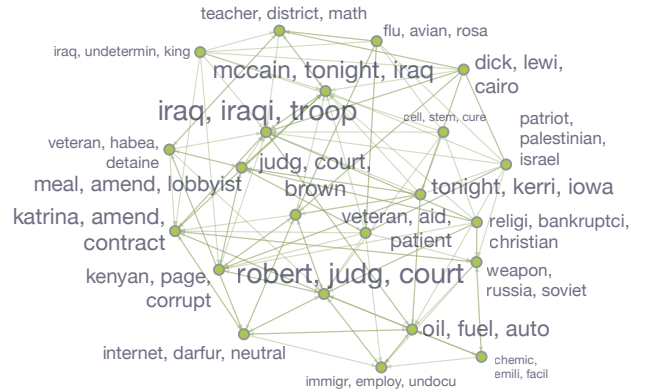 teacher, district, math
flu, avian, rosa
iraq, undetermin, king
mccain, tonight, iraq
dick, lewi,
cairo
iraq, iraqi, troop
cell, stem, cure
patriot,
palestinian,
israel
veteran, habea,
detaine
judg, court,
brown
meal, amend, lobbyist
tonight, kerri, iowa
katrina, amend,
contract
veteran, aid,
patient
religi, bankruptci,
christian
kenyan, page,
corrupt
robert, judg, court
weapon,
russia, soviet
oil, fuel, auto
internet, darfur, neutral
chemic,
emili, facil
immigr, employ, undocu